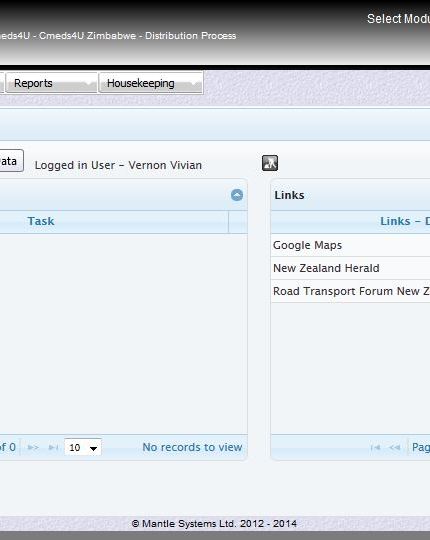 Select Modu
neds4U - Cmeds4U Zimbabwe - Distribution Process
Reports
Housekeeping
Data
Logged in User – Vernon Vivian
Links
Task
Links – D
Google Maps
New Zealand Herald
Road Transport Forum New Z
of 0
10
No records to view
Pag
© Mantle Systems Ltd. 2012 - 2014